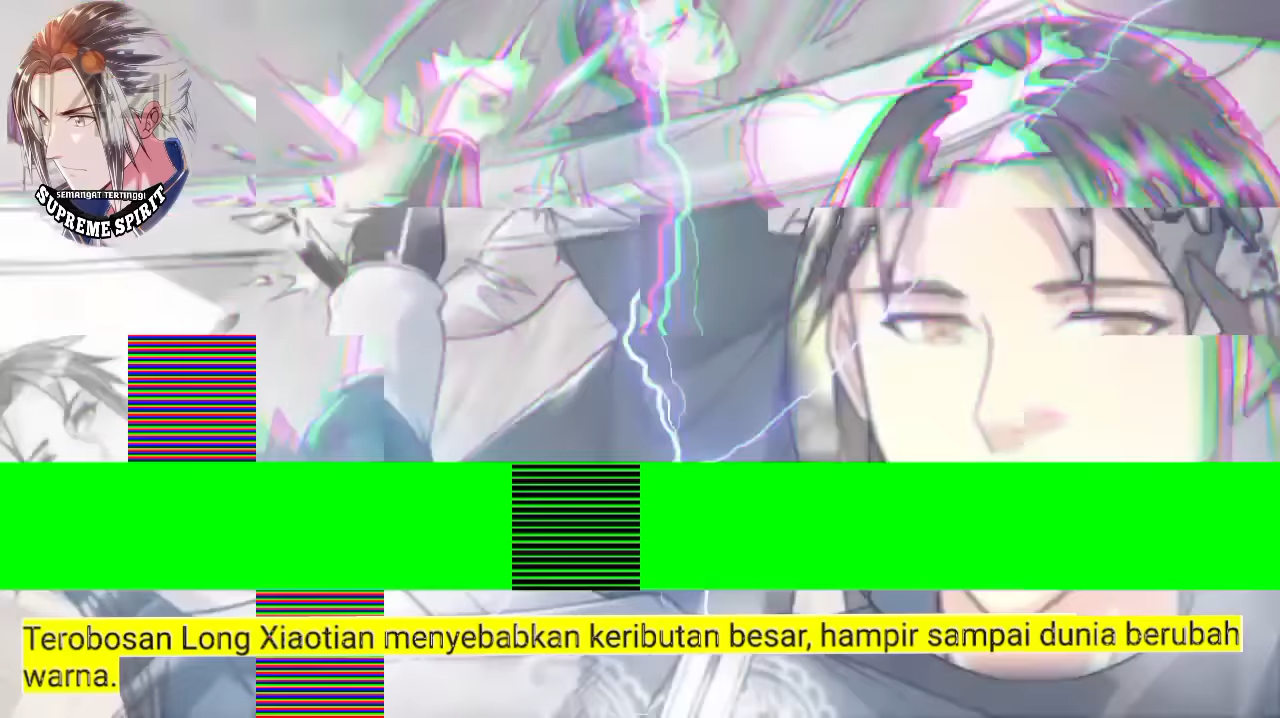 SEMANGAT TERTINGGI
SUPREME SPIRIT
Terobosan Long Xiaotian menyebabkan keributan besar, hampir sampai dunia berubah
warna.